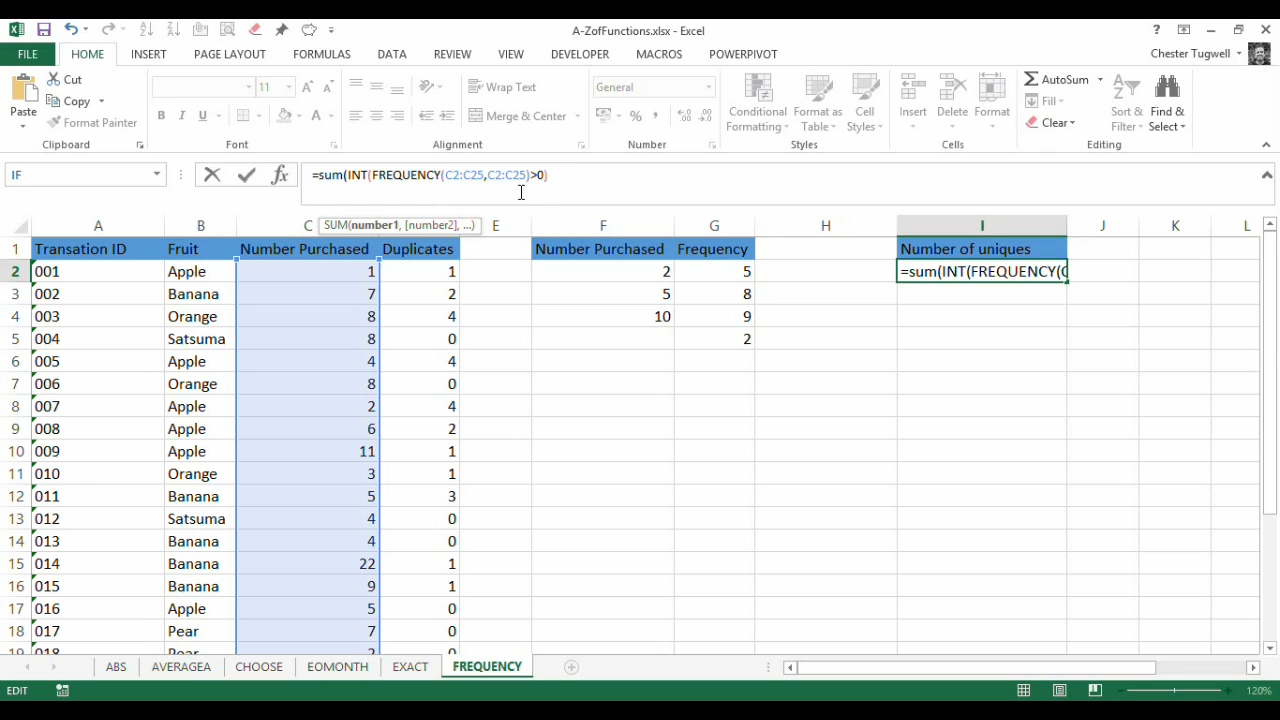 A-ZofFunctions.xlsx - Excel
FILE HOME INSERT PAGE LAYOUT FORMULAS DATA REVIEW VIEW DEVELOPER MACROS POWERPIVOT Chester Tugwell
Paste Cut Copy Format Painter Clipboard
11 B I U A A A Font
Wrap Text Merge & Center Alignment
General % Number
Conditional Formatting Format as Table Cell Styles Styles
Insert Delete Format Cells
AutoSum Fill Clear Sort & Filter Find & Select Editing
IF fx =sum(INT(FREQUENCY(C2:C25,C2:C25)>0)
SUM(number1, [number2], ...)
A B C E F G H I J K L
1 Transation ID Fruit Number Purchased Duplicates Number Purchased Frequency Number of uniques
2 001 Apple 1 1 2 5 =sum(INT(FREQUENCY(C
3 002 Banana 7 2 5 8
4 003 Orange 8 4 10 9
5 004 Satsuma 8 0 2
6 005 Apple 4 4
7 006 Orange 8 0
8 007 Apple 2 4
9 008 Apple 6 2
10 009 Apple 11 1
11 010 Orange 3 1
12 011 Banana 5 3
13 012 Satsuma 4 0
14 013 Banana 4 0
15 014 Banana 22 1
16 015 Banana 9 1
17 016 Apple 5 0
18 017 Pear 7 0
19 018 Pear 2 0
ABS AVERAGEA CHOOSE EOMONTH EXACT FREQUENCY
EDIT 120%